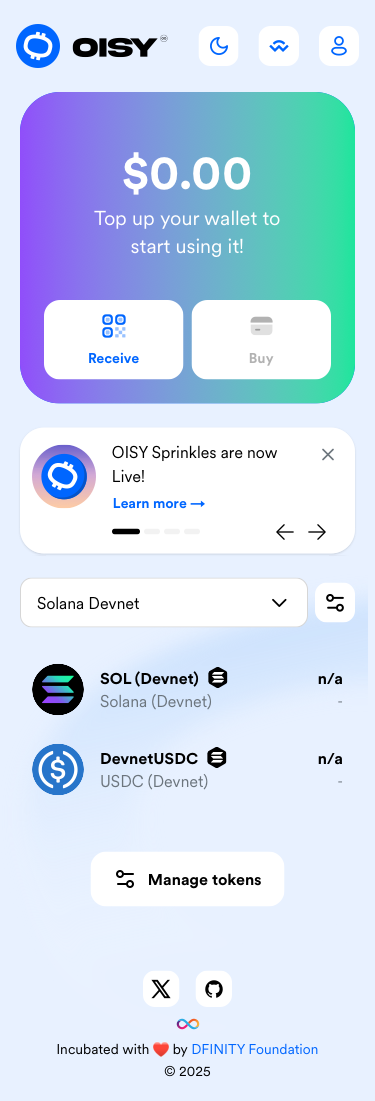 OISY
$0.00
Top up your wallet to
start using it!
Receive
Buy
OISY Sprinkles are now
Live!
Learn more →
Solana Devnet
SOL (Devnet)
n/a
Solana (Devnet)
-
DevnetUSDC
n/a
USDC (Devnet)
-
Manage tokens
Incubated with ❤️ by DFINITY Foundation
© 2025